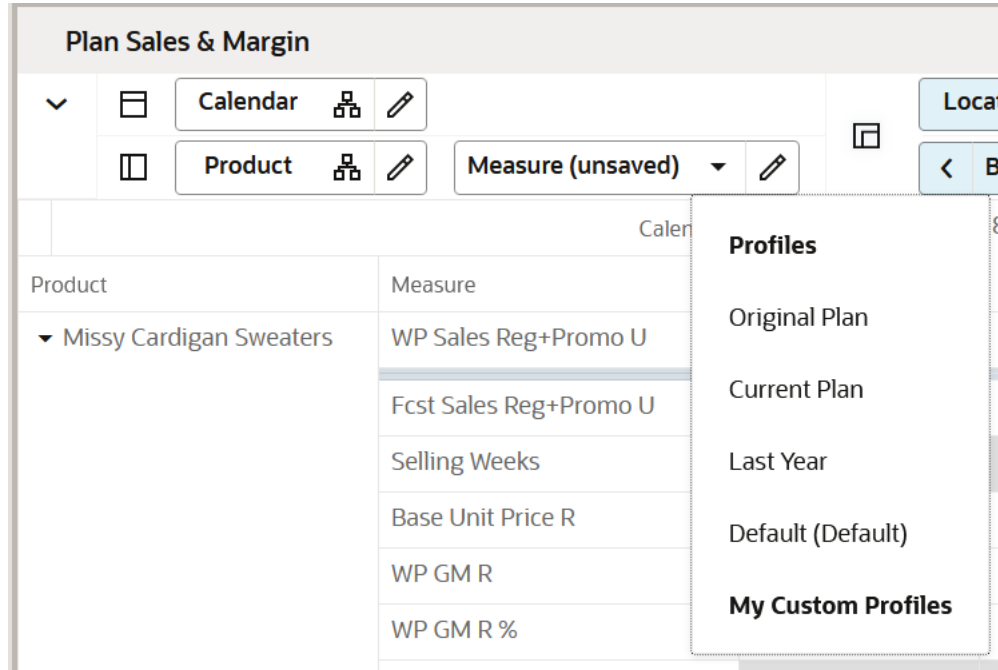 Plan Sales & Margin
Calendar
Product
Measure (unsaved)
Product
Measure
Missy Cardigan Sweaters
WP Sales Reg+Promo U
Fcst Sales Reg+Promo U
Selling Weeks
Base Unit Price R
WP GM R
WP GM R %
Profiles
Original Plan
Current Plan
Last Year
Default (Default)
My Custom Profiles